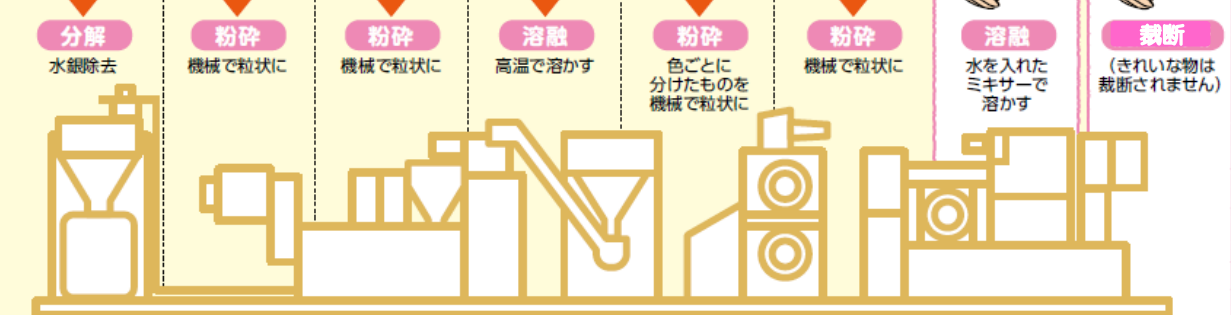 分解
水銀除去
粉砕
機械で粒状に
粉砕
機械で粒状に
溶融
高温で溶かす
粉砕
色ごとに
分けたものを
機械で粒状に
粉砕
機械で粒状に
溶融
水を入れた
ミキサーで
溶かす
裁断
（きれいな物は
裁断されません）